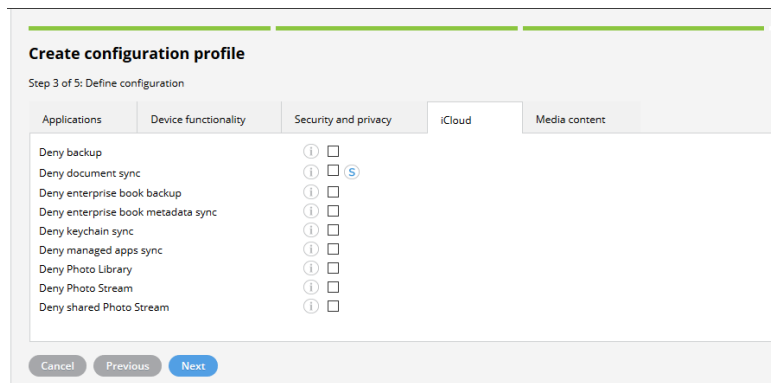 Create configuration profile
Step 3 of 5: Define configuration
Applications Device functionality Security and privacy iCloud Media content
Deny backup i
Deny document sync i S
Deny enterprise book backup i
Deny enterprise book metadata sync i
Deny keychain sync i
Deny managed apps sync i
Deny Photo Library i
Deny Photo Stream i
Deny shared Photo Stream i
Cancel Previous Next